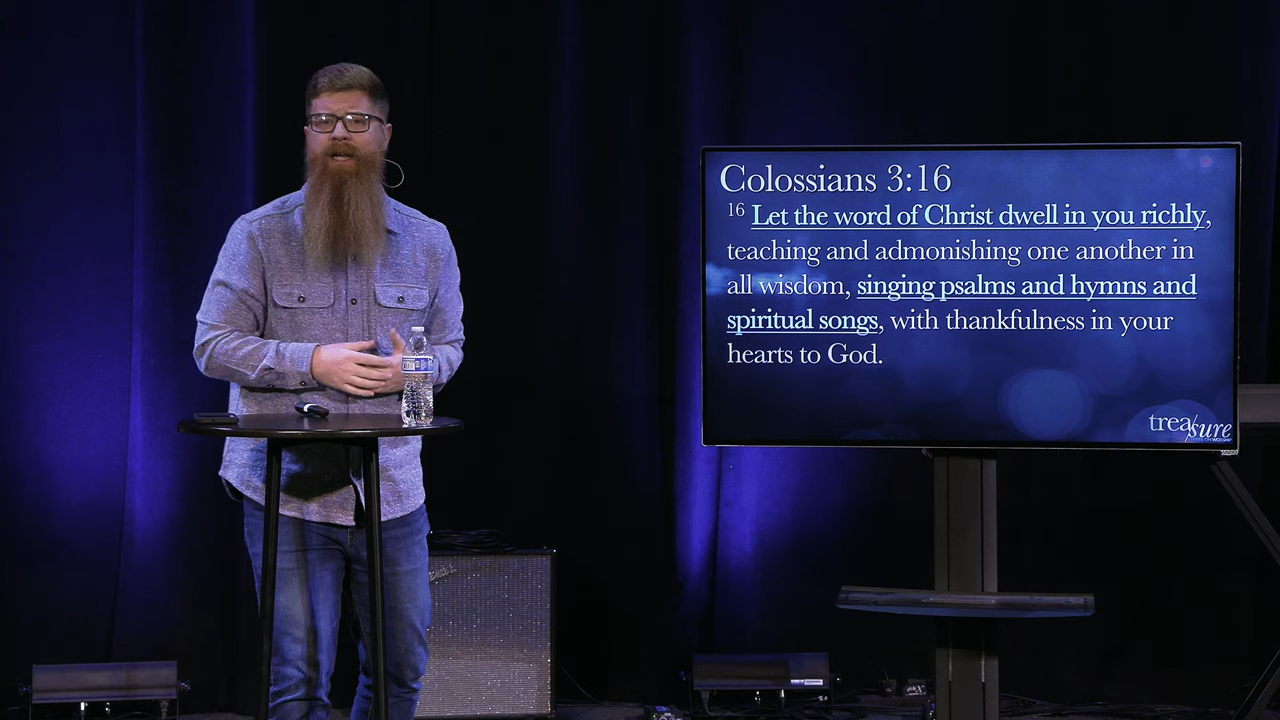 Colossians 3:16
16 Let the word of Christ dwell in you richly,
teaching and admonishing one another in
all wisdom, singing psalms and hymns and
spiritual songs, with thankfulness in your
hearts to God.
treasure